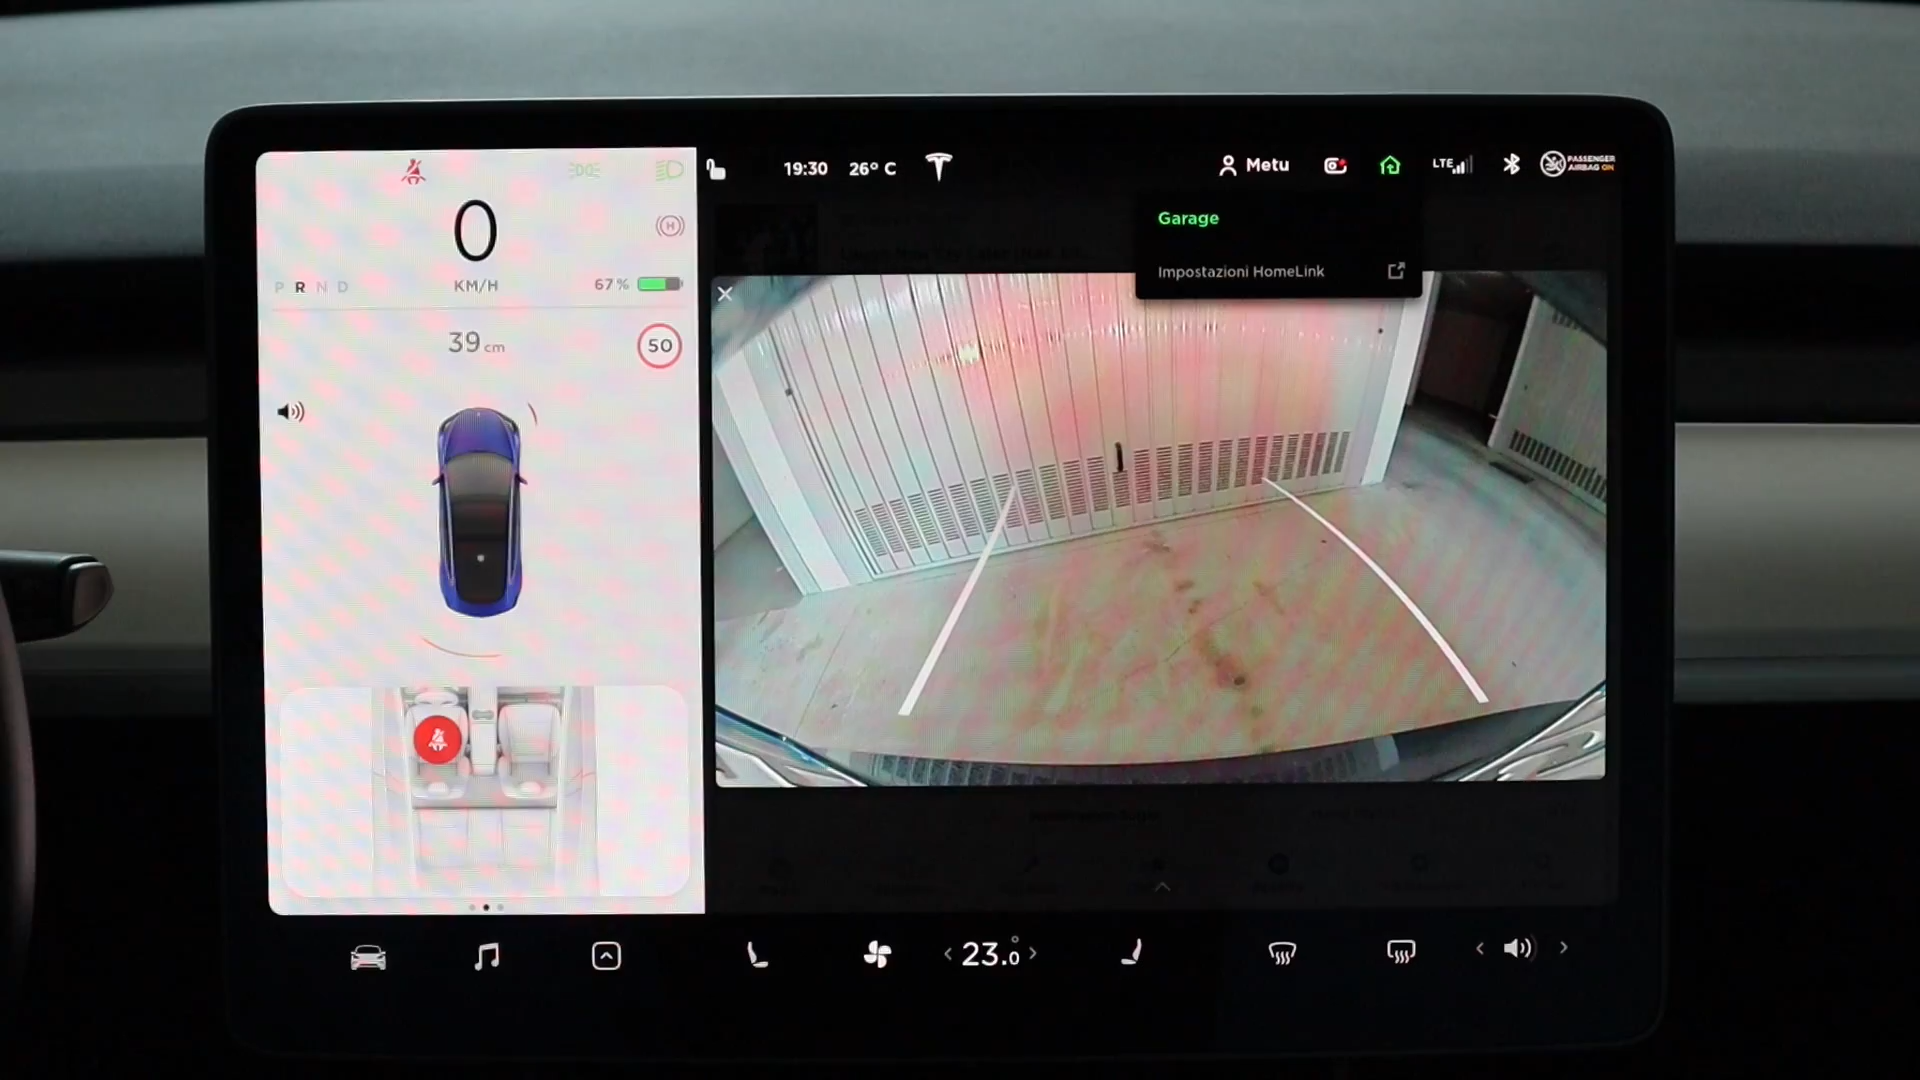 19:30 26° C Metu LTE PASSENGER
AIRBAG ON
0
KM/H
P R N D
67 %
39 cm
50
Garage
Impostazioni HomeLink
23.0°